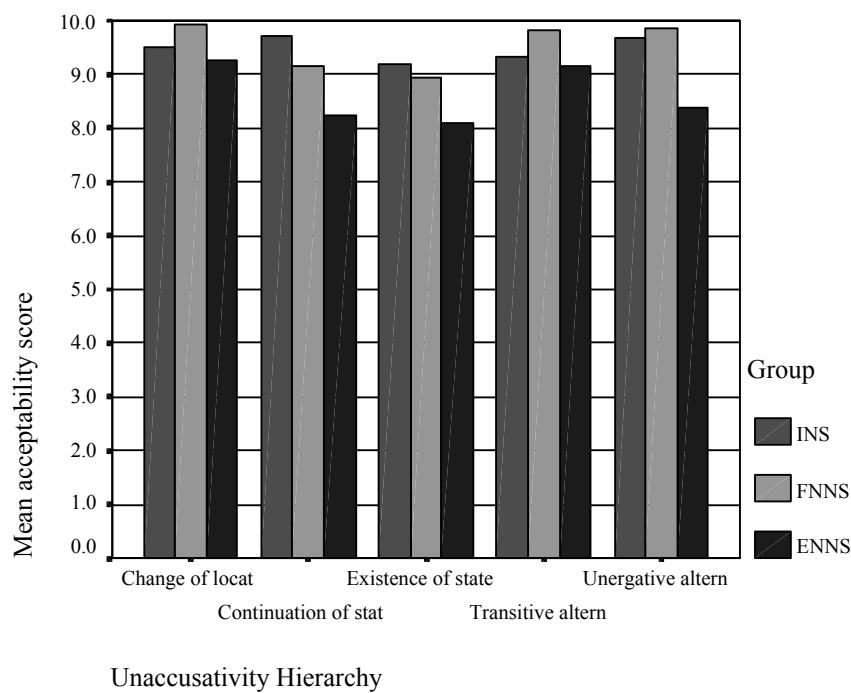 10.0
9.0
8.0
7.0
6.0
5.0
4.0
3.0
2.0
1.0
0.0
Mean acceptability score
Group
INS
FNNS
ENNS
Change of locat
Existence of state
Unergative altern
Continuation of stat
Transitive altern
Unaccusativity Hierarchy